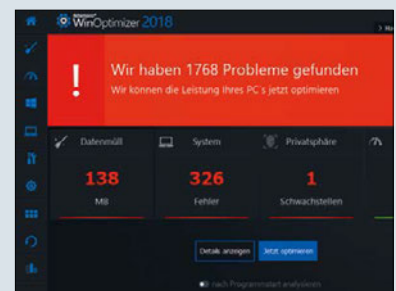 WinOptimizer 2018
Wir haben 1768 Probleme gefunden
Wir können die Leistung Ihres PC´s jetzt optimieren
Datenmüll
System
Privatsphäre
138
326
1
MB
Fehler
Schwachstellen
Details anzeigen
Jetzt optimieren
nach Programmstart analysieren